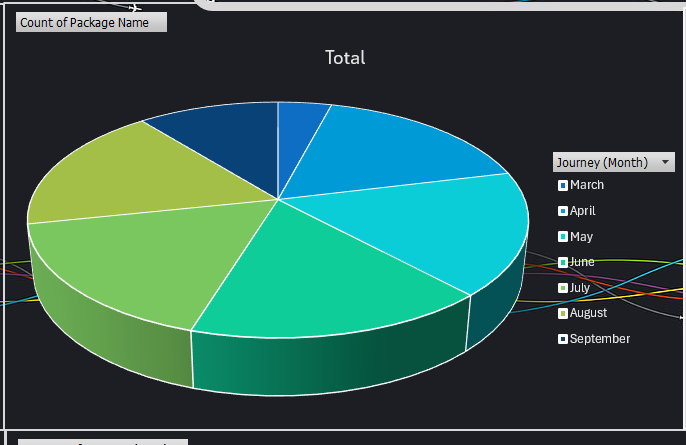 Count of Package Name
Total
Journey (Month)
March
April
May
June
July
August
September